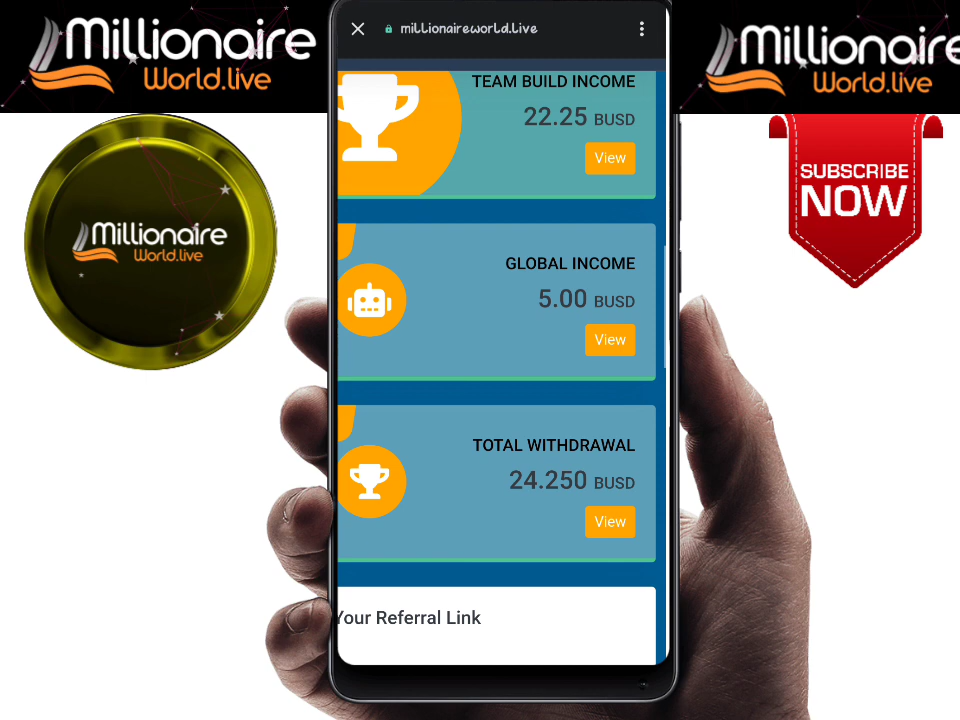 Millionaire
World.live
Millionaire
World.live
millionaireworld.live
TEAM BUILD INCOME
22.25 BUSD
View
GLOBAL INCOME
5.00 BUSD
View
TOTAL WITHDRAWAL
24.250 BUSD
View
Your Referral Link
Millionaire
World.live
SUBSCRIBE
NOW